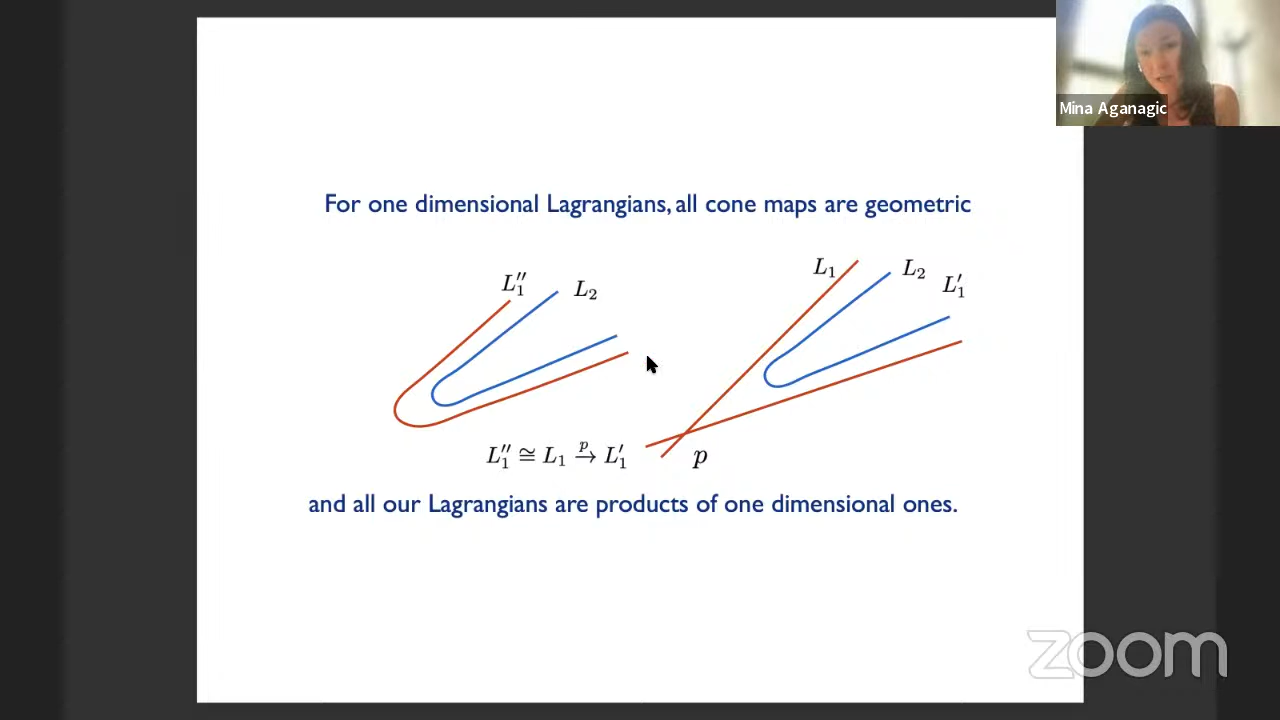 Mina Aganagic
For one dimensional Lagrangians, all cone maps are geometric
L₁′′ L₂
L₁ L₂ L₁′
L₁′′ ≅ L₁ →ᵖ L₁′ p
and all our Lagrangians are products of one dimensional ones.
zoom